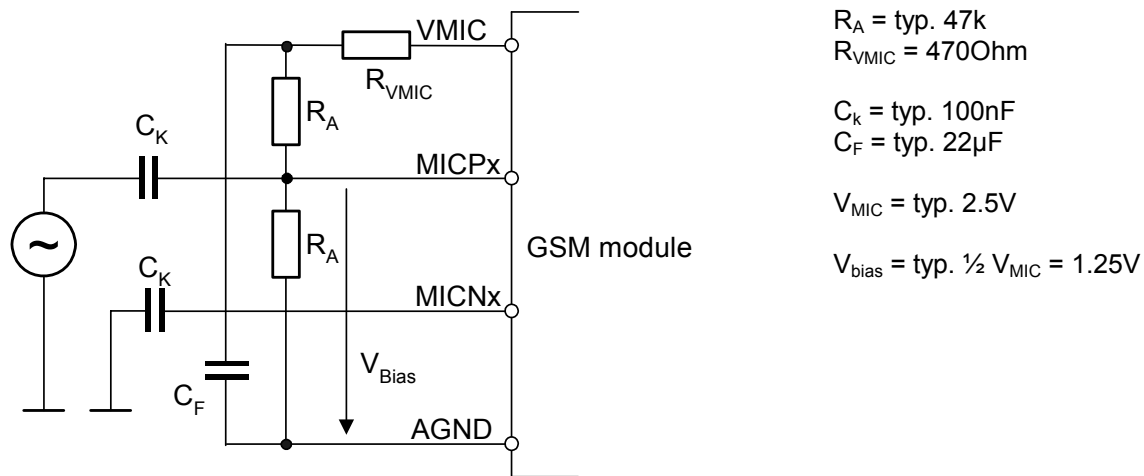 VMIC
R_VMIC
R_A
C_K
MICPx
R_A
GSM module
~
C_K
MICNx
V_Bias
C_F
AGND
R_A = typ. 47k
R_VMIC = 470Ohm
C_k = typ. 100nF
C_F = typ. 22µF
V_MIC = typ. 2.5V
V_bias = typ. ½ V_MIC = 1.25V